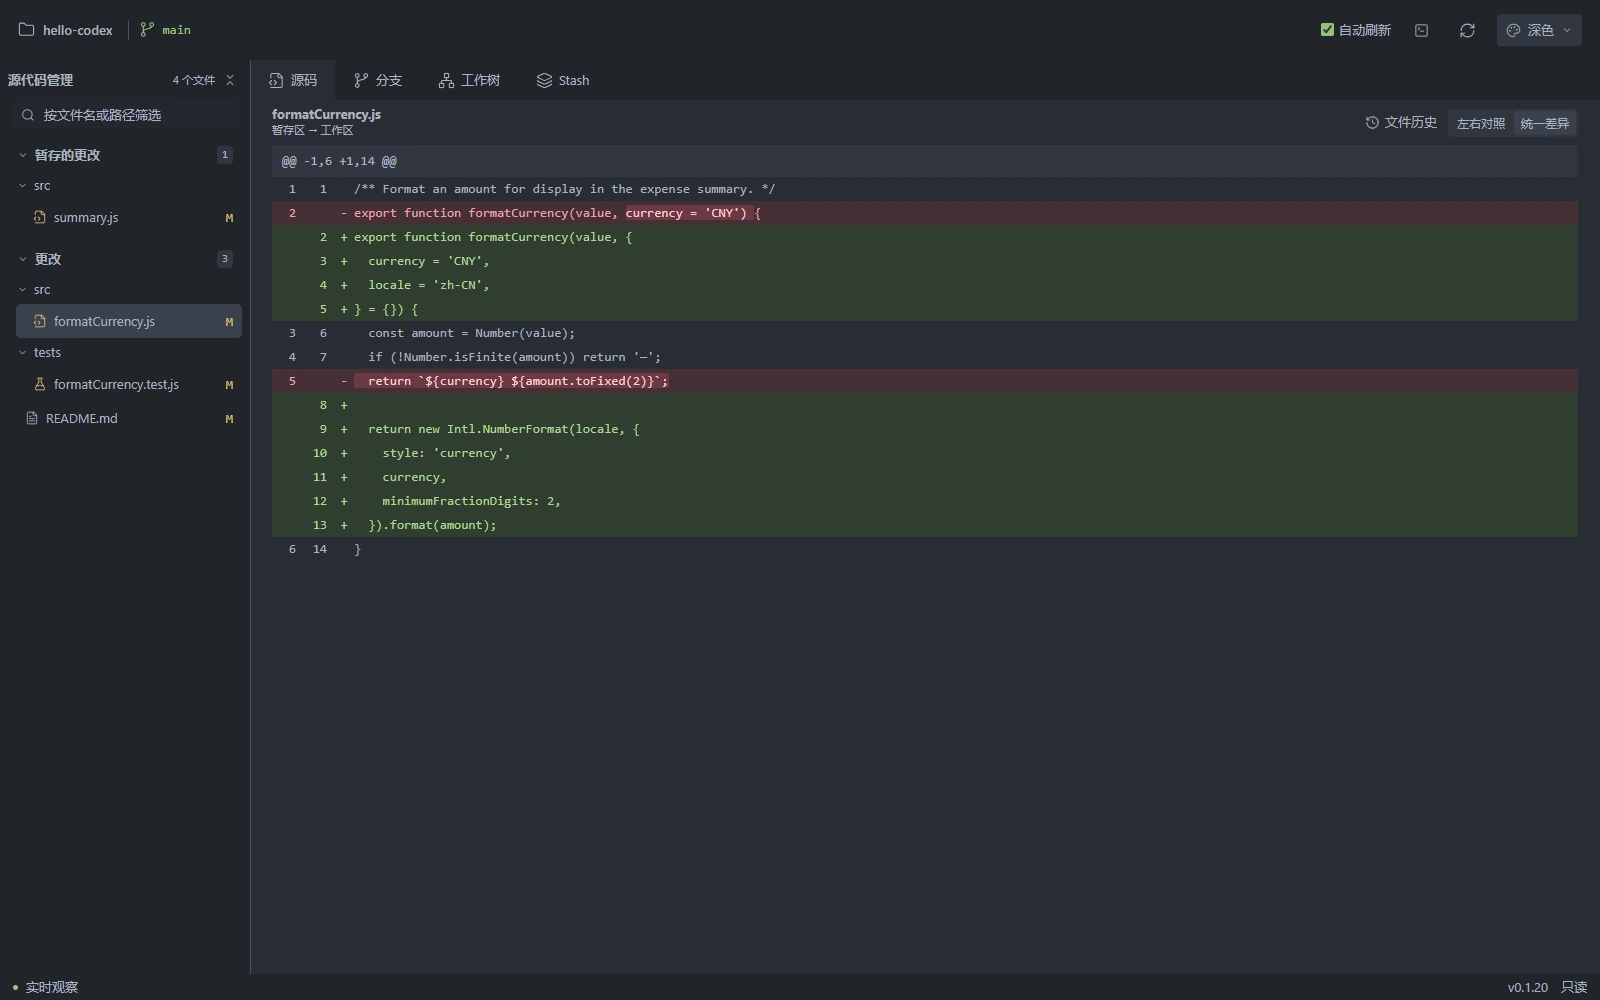 hello-codex main 自动刷新 深色
源代码管理 4 个文件
按文件名或路径筛选
暂存的更改 1
src
summary.js M
更改 3
src
formatCurrency.js M
tests
formatCurrency.test.js M
README.md M
源码 分支 工作树 Stash
formatCurrency.js
暂存区 → 工作区
文件历史 左右对照 统一差异
@@ -1,6 +1,14 @@
1 1 /** Format an amount for display in the expense summary. */
2 - export function formatCurrency(value, currency = 'CNY') {
2 + export function formatCurrency(value, {
3 + currency = 'CNY',
4 + locale = 'zh-CN',
5 + } = {}) {
3 6 const amount = Number(value);
4 7 if (!Number.isFinite(amount)) return '—';
5 - return `${currency} ${amount.toFixed(2)}`;
8 +
9 + return new Intl.NumberFormat(locale, {
10 + style: 'currency',
11 + currency,
12 + minimumFractionDigits: 2,
13 + }).format(amount);
6 14 }
实时观察
v0.1.20 只读